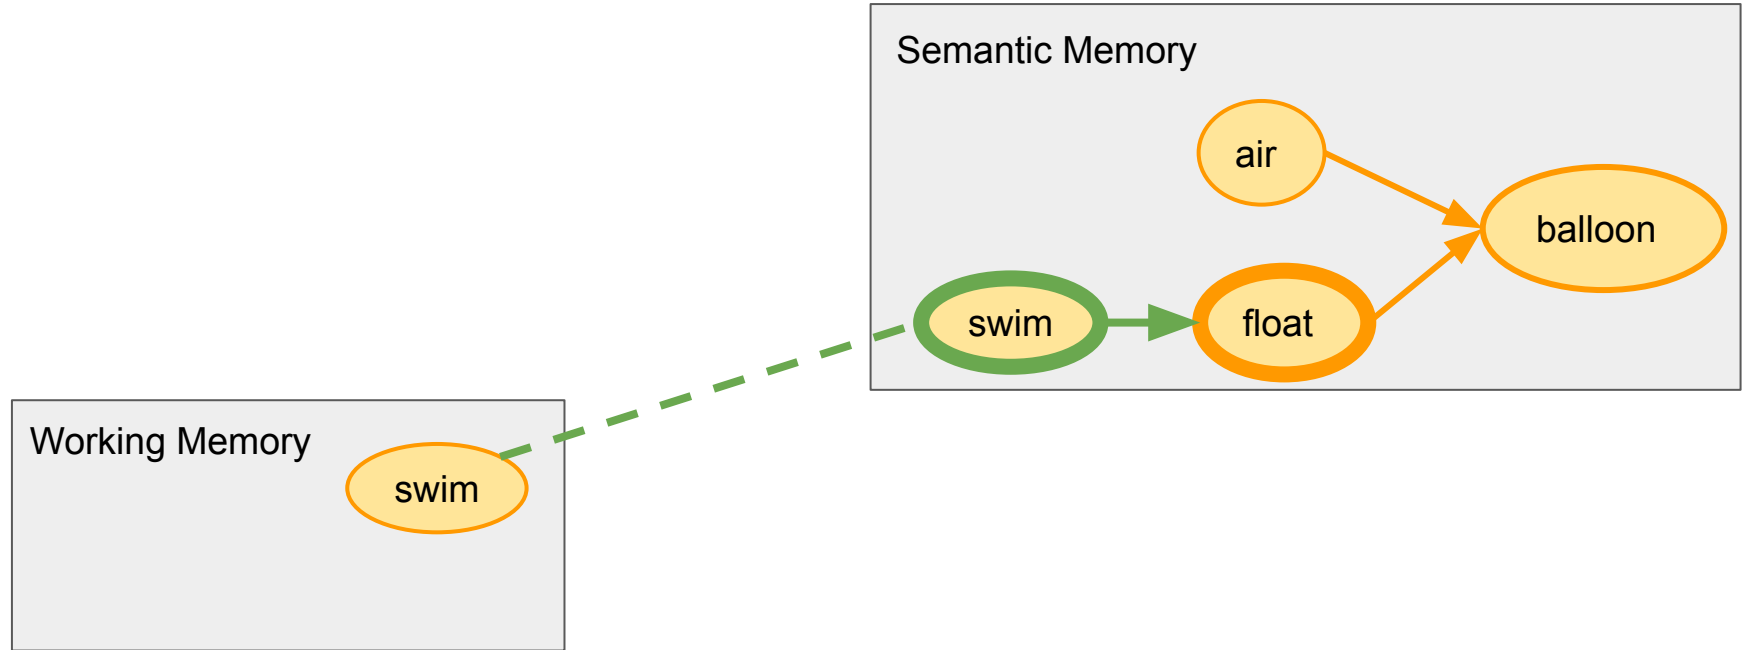 Semantic Memory
air
balloon
swim
float
Working Memory
swim